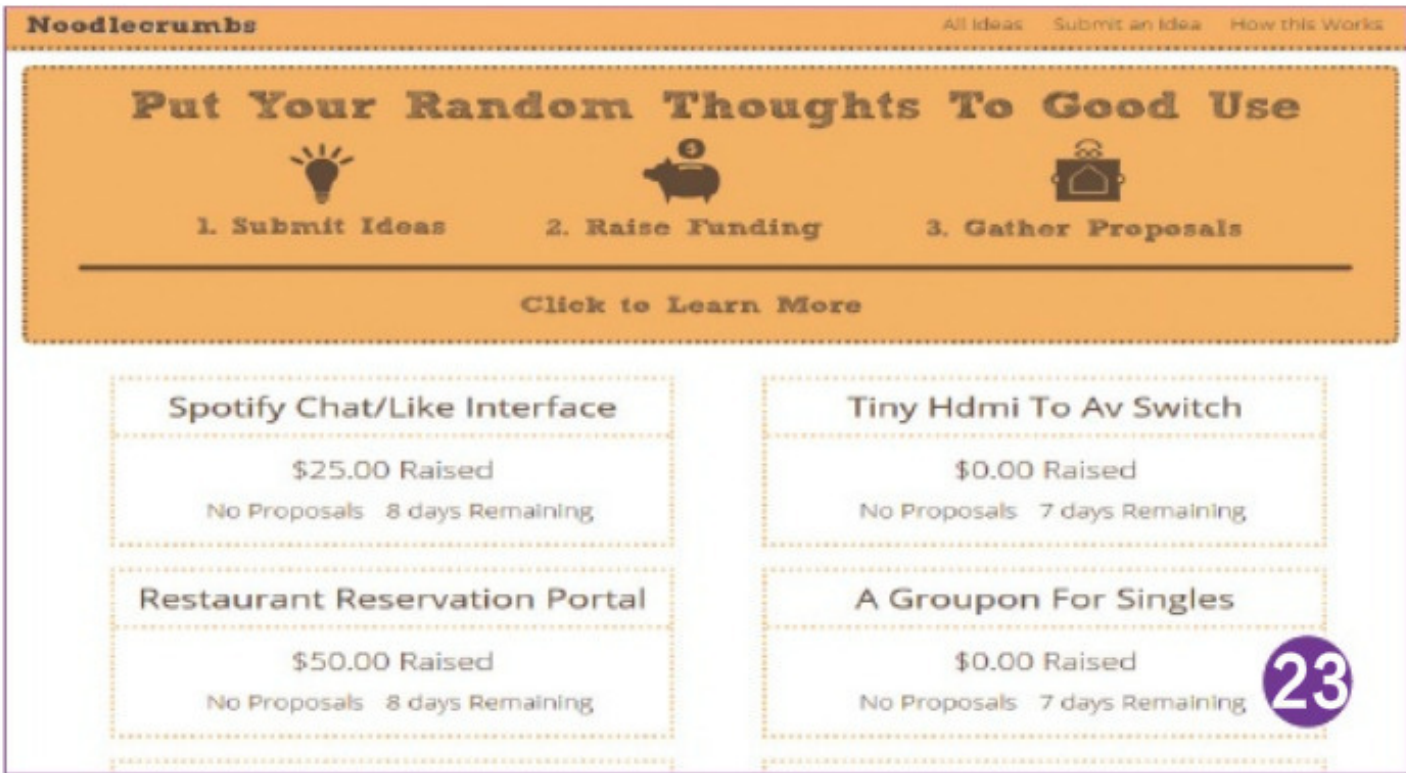 Noodlecrumbs
All Ideas Submit an Idea How this Works
Put Your Random Thoughts To Good Use
$
1. Submit Ideas 2. Raise Funding 3. Gather Proposals
Click to Learn More
Spotify Chat/Like Interface
$25.00 Raised
No Proposals 8 days Remaining
Tiny Hdmi To Av Switch
$0.00 Raised
No Proposals 7 days Remaining
Restaurant Reservation Portal
$50.00 Raised
No Proposals 8 days Remaining
A Groupon For Singles
$0.00 Raised
No Proposals 7 days Remaining
23